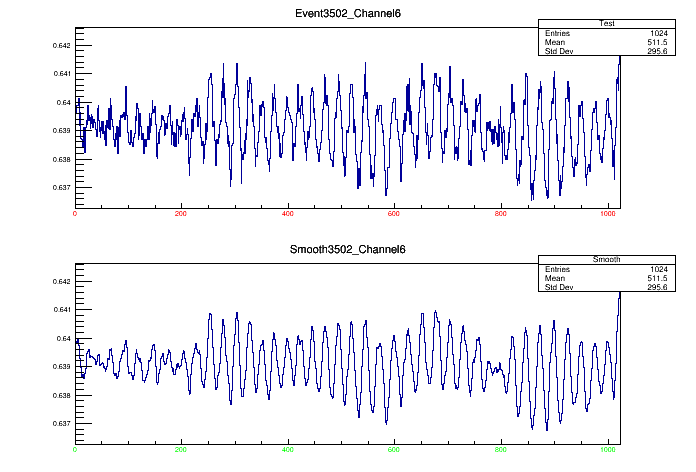 Event3502_Channel6
Test
Entries 1024
Mean 511.5
Std Dev 295.6
0.642
0.641
0.64
0.639
0.638
0.637
0 200 400 600 800 1000
Smooth3502_Channel6
Smooth
Entries 1024
Mean 511.5
Std Dev 295.6
0.642
0.641
0.64
0.639
0.638
0.637
0 200 400 600 800 1000